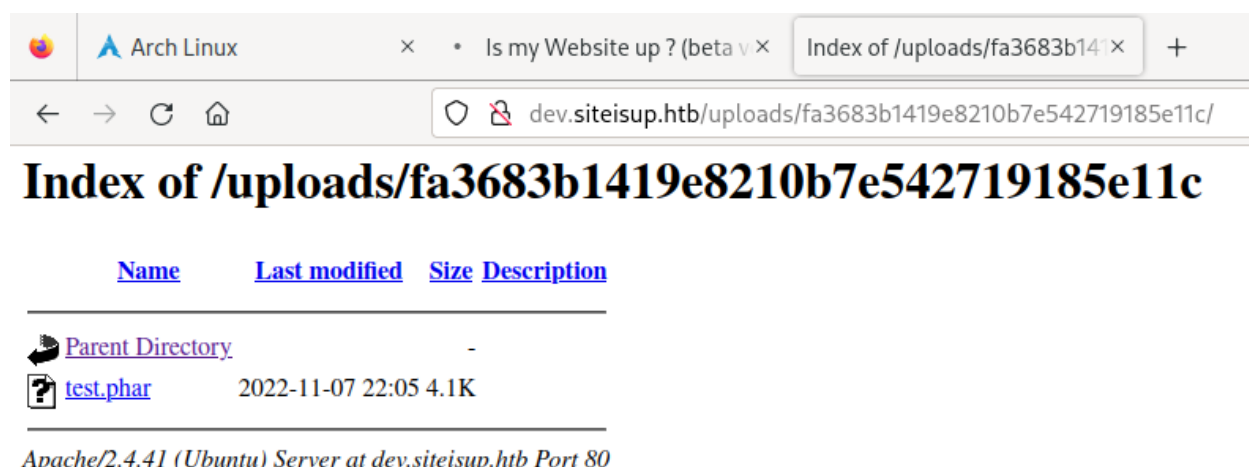 Arch Linux
Is my Website up ? (beta v
Index of /uploads/fa3683b141
dev.siteisup.htb/uploads/fa3683b1419e8210b7e542719185e11c/
Index of /uploads/fa3683b1419e8210b7e542719185e11c
Name Last modified Size Description
Parent Directory -
test.phar 2022-11-07 22:05 4.1K
Apache/2.4.41 (Ubuntu) Server at dev.siteisup.htb Port 80